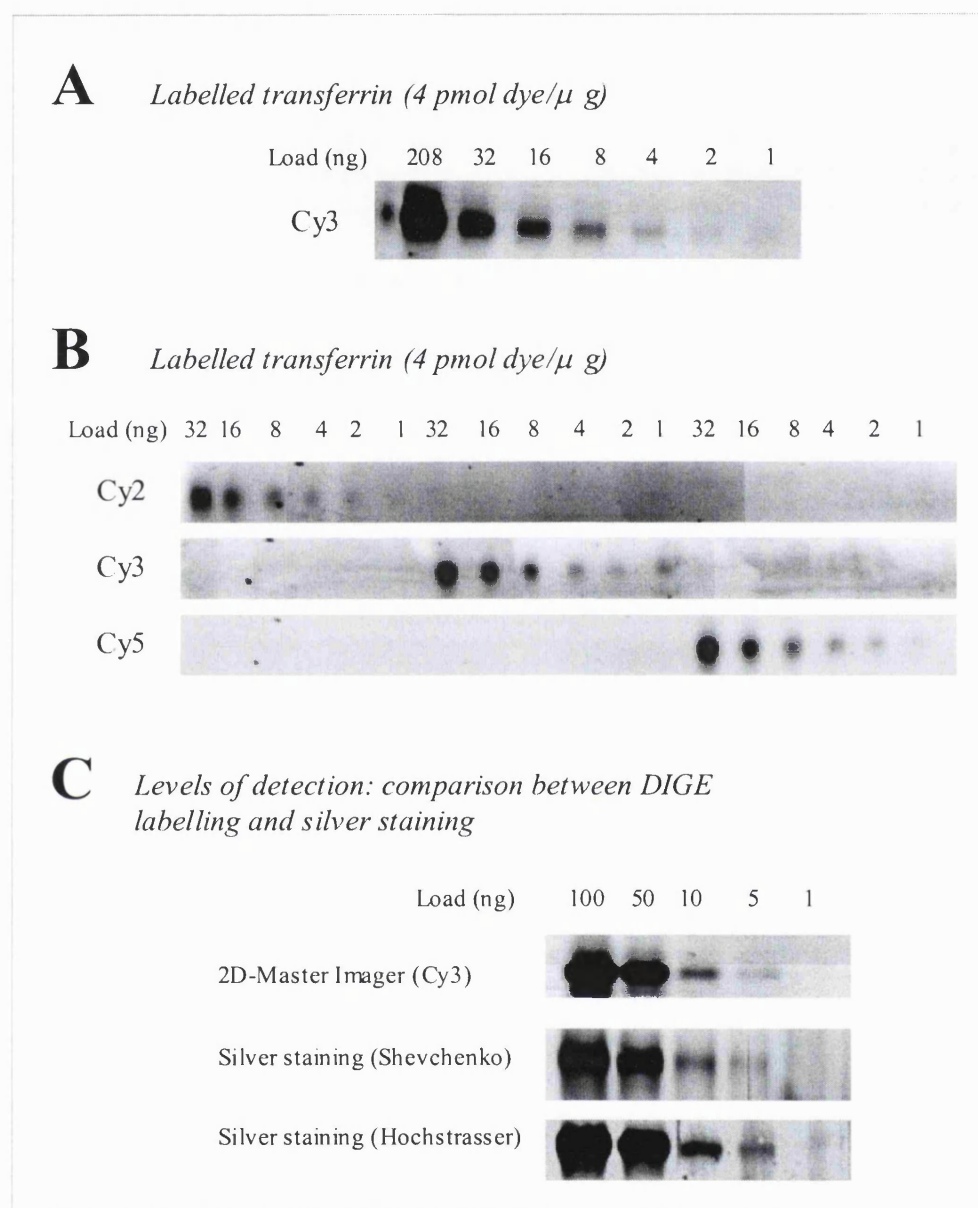 A Labelled transferrin (4 pmol dye/μ g)
Load (ng) 208 32 16 8 4 2 1
Cy3
B Labelled transferrin (4 pmol dye/μ g)
Load (ng) 32 16 8 4 2 1 32 16 8 4 2 1 32 16 8 4 2 1
Cy2
Cy3
Cy5
C Levels of detection: comparison between DIGE
labelling and silver staining
Load (ng) 100 50 10 5 1
2D-Master Imager (Cy3)
Silver staining (Shevchenko)
Silver staining (Hochstrasser)